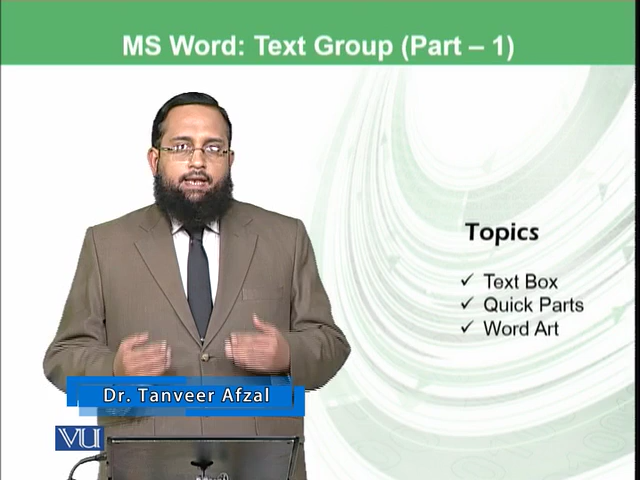 MS Word: Text Group (Part – 1)
Topics
✓ Text Box
✓ Quick Parts
✓ Word Art
Dr. Tanveer Afzal
VU